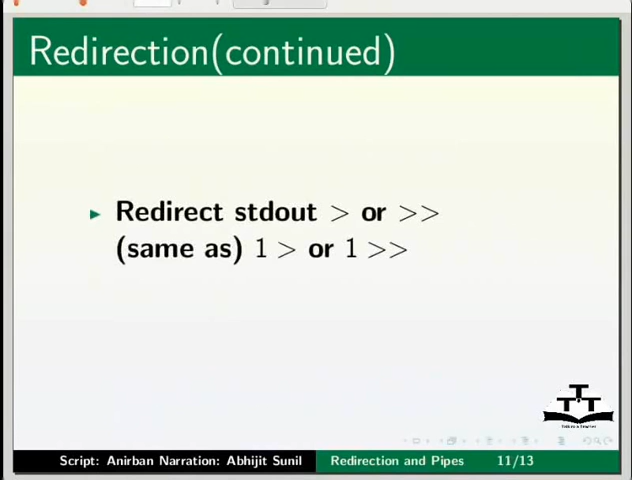 Redirection(continued)
Redirect stdout > or >>
(same as) 1 > or 1 >>
TTT
Script: Anirban Narration: Abhijit Sunil Redirection and Pipes 11/13